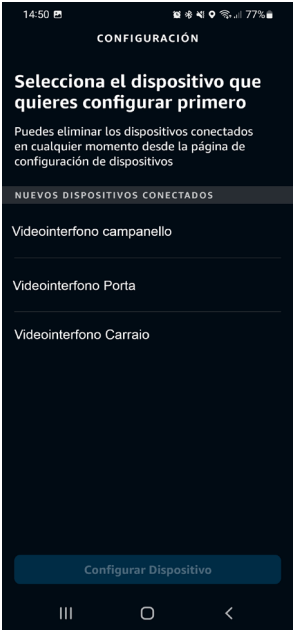 14:50 77%
CONFIGURACIÓN
Selecciona el dispositivo que
quieres configurar primero
Puedes eliminar los dispositivos conectados
en cualquier momento desde la página de
configuración de dispositivos
NUEVOS DISPOSITIVOS CONECTADOS
Videointerfono campanello
Videointerfono Porta
Videointerfono Carraio
Configurar Dispositivo